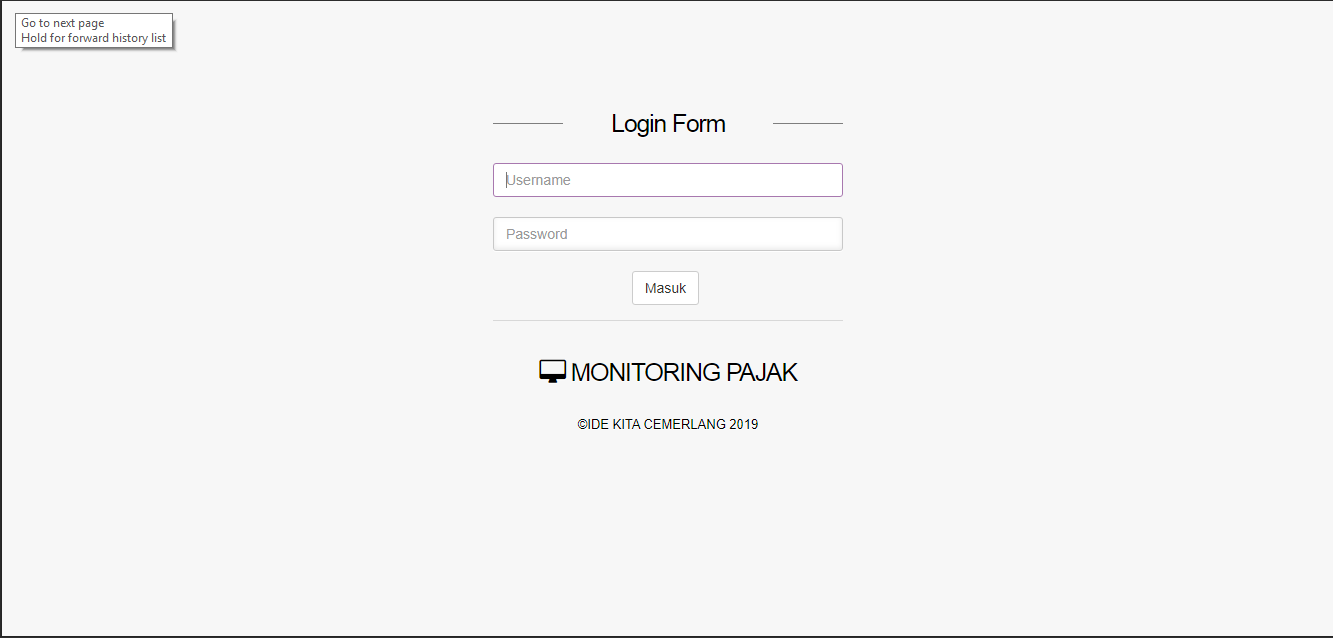 Go to next page
Hold for forward history list
Login Form
Username
Password
Masuk
MONITORING PAJAK
©IDE KITA CEMERLANG 2019